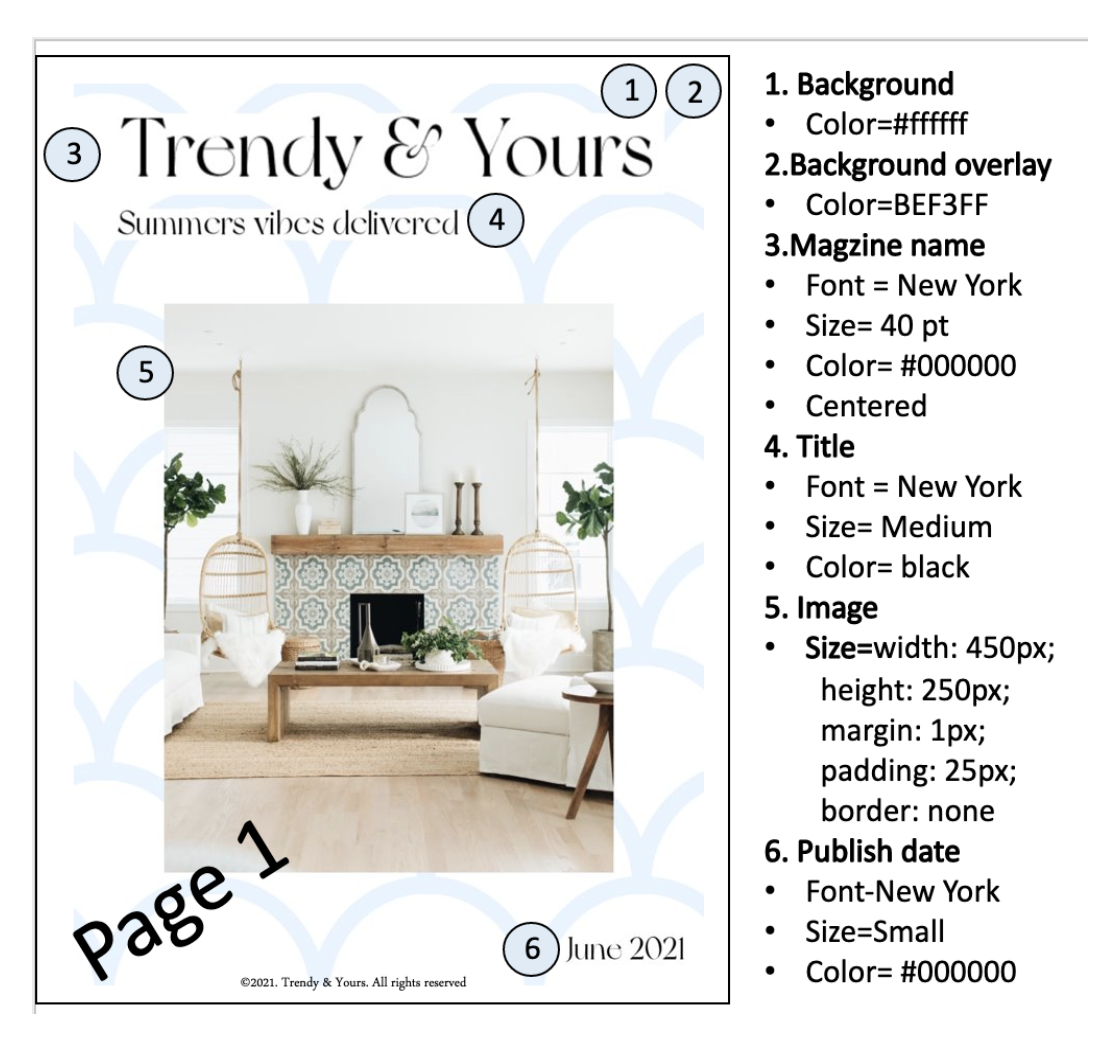 1
2
3
Trendy & Yours
Summers vibes delivered
4
5
Page 1
6
June 2021
©2021. Trendy & Yours. All rights reserved
1. Background
• Color=#ffffff
2.Background overlay
• Color=BEF3FF
3.Magzine name
• Font = New York
• Size= 40 pt
• Color= #000000
• Centered
4. Title
• Font = New York
• Size= Medium
• Color= black
5. Image
• Size=width: 450px;
height: 250px;
margin: 1px;
padding: 25px;
border: none
6. Publish date
• Font-New York
• Size=Small
• Color= #000000